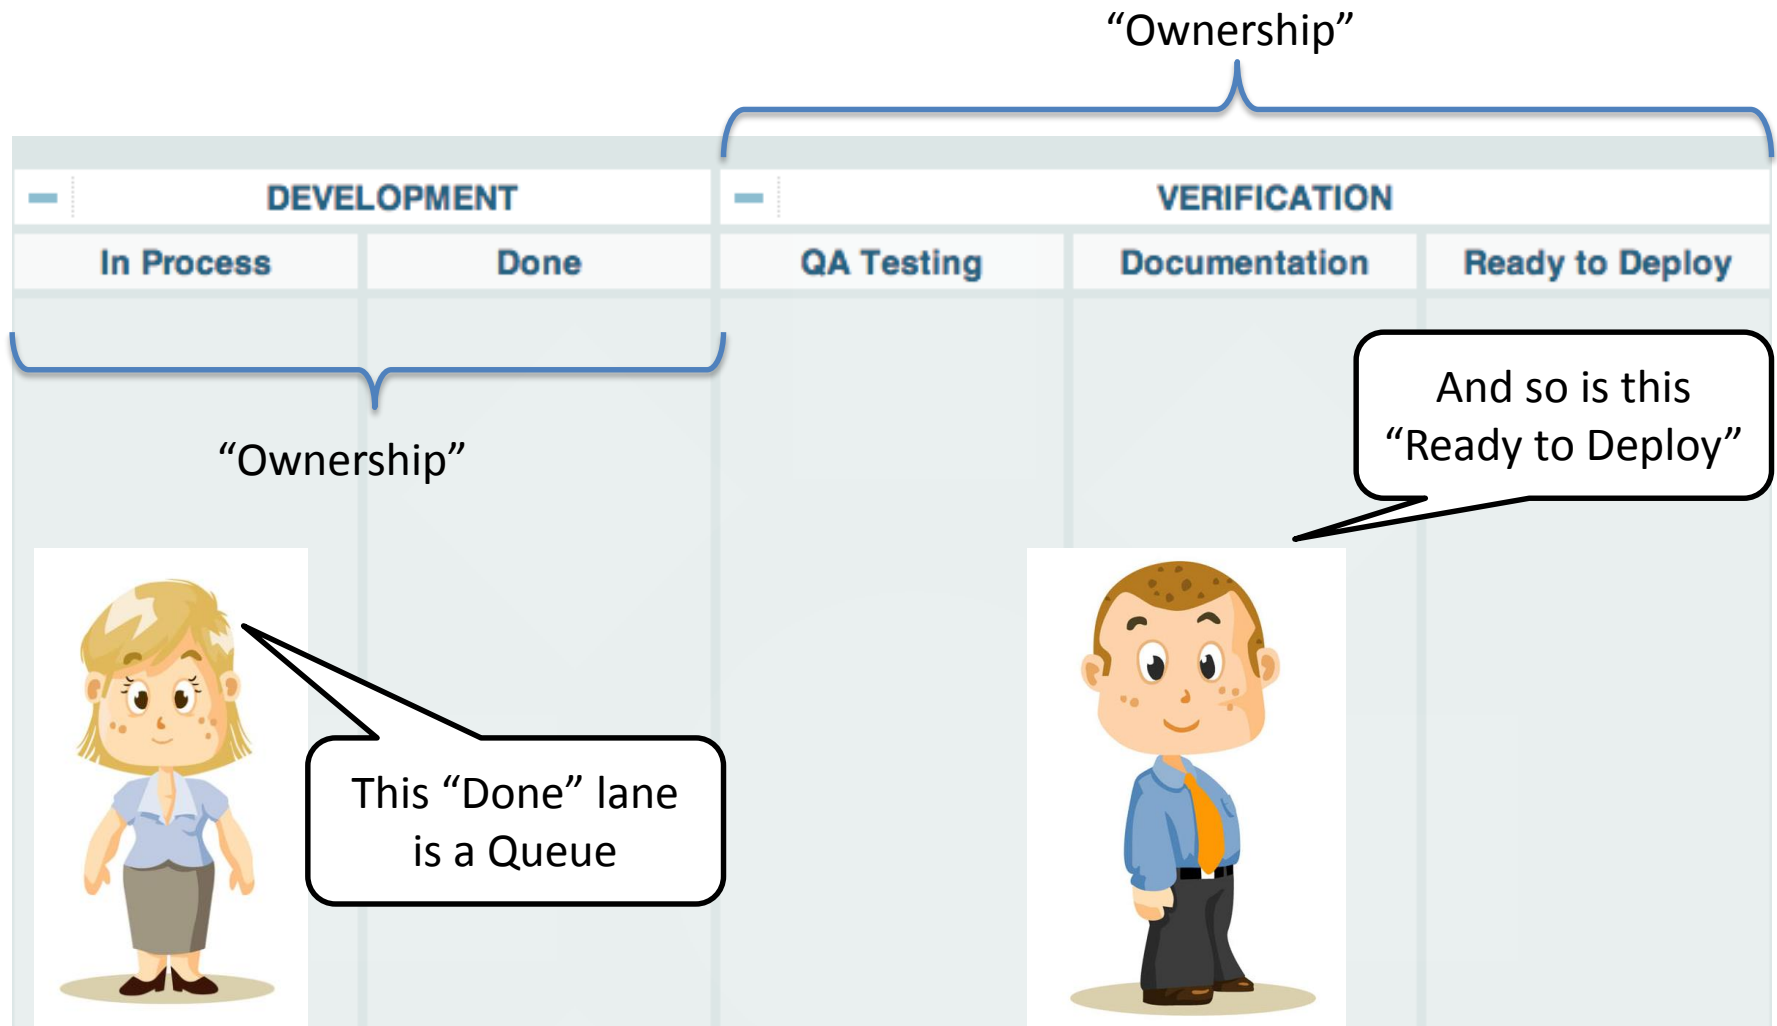 “Ownership”
DEVELOPMENT
VERIFICATION
In Process
Done
QA Testing
Documentation
Ready to Deploy
“Ownership”
And so is this
“Ready to Deploy”
This “Done” lane
is a Queue